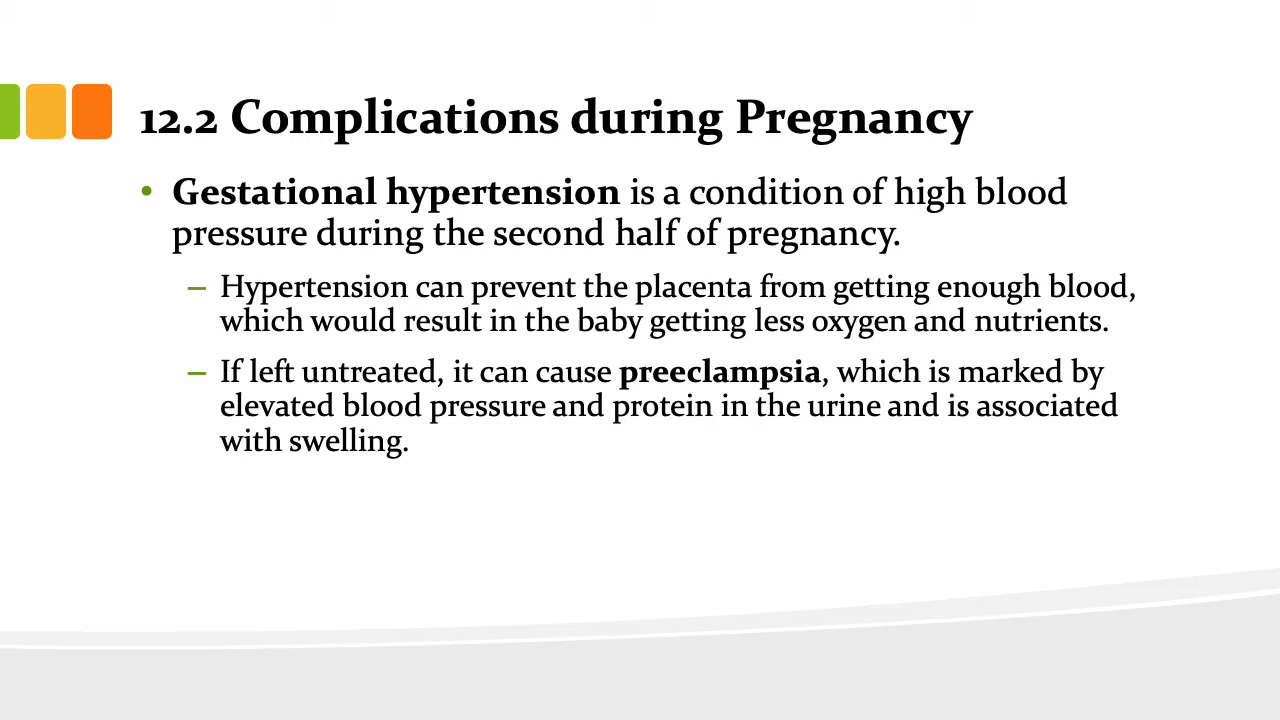 12.2 Complications during Pregnancy
• Gestational hypertension is a condition of high blood
pressure during the second half of pregnancy.
– Hypertension can prevent the placenta from getting enough blood,
which would result in the baby getting less oxygen and nutrients.
– If left untreated, it can cause preeclampsia, which is marked by
elevated blood pressure and protein in the urine and is associated
with swelling.